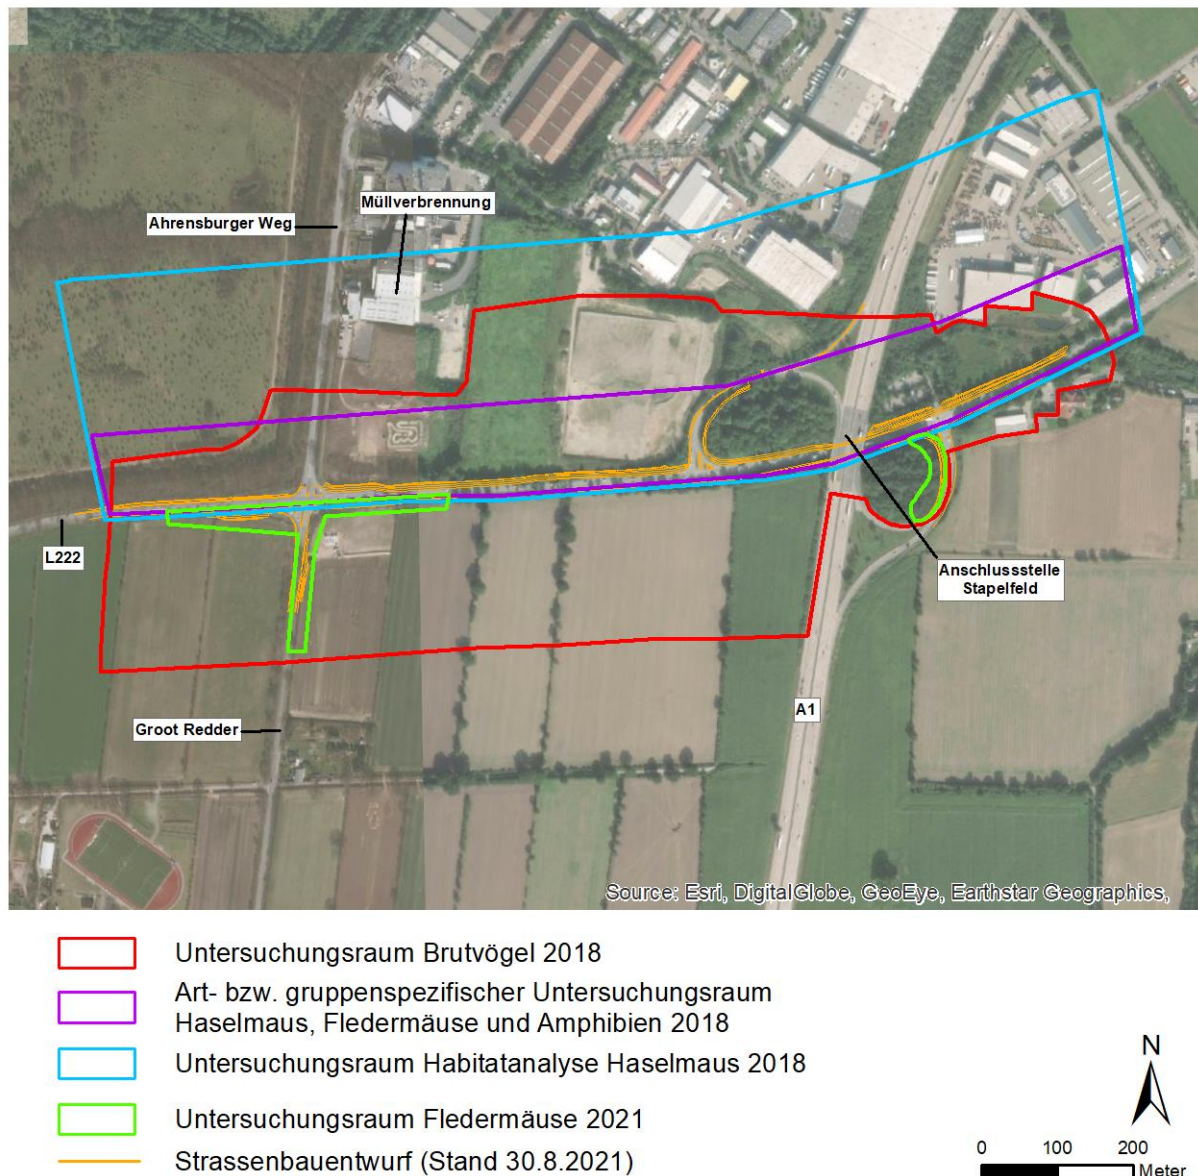 Müllverbrennung
Ahrensburger Weg
L222
Anschlussstelle
Stapelfeld
A1
Groot Redder
Source: Esri, DigitalGlobe, GeoEye, Earthstar Geographics,
Untersuchungsraum Brutvögel 2018
Art- bzw. gruppenspezifischer Untersuchungsraum
Haselmaus, Fledermäuse und Amphibien 2018
Untersuchungsraum Habitatanalyse Haselmaus 2018
Untersuchungsraum Fledermäuse 2021
Strassenbauentwurf (Stand 30.8.2021)
N
0 100 200
Meter